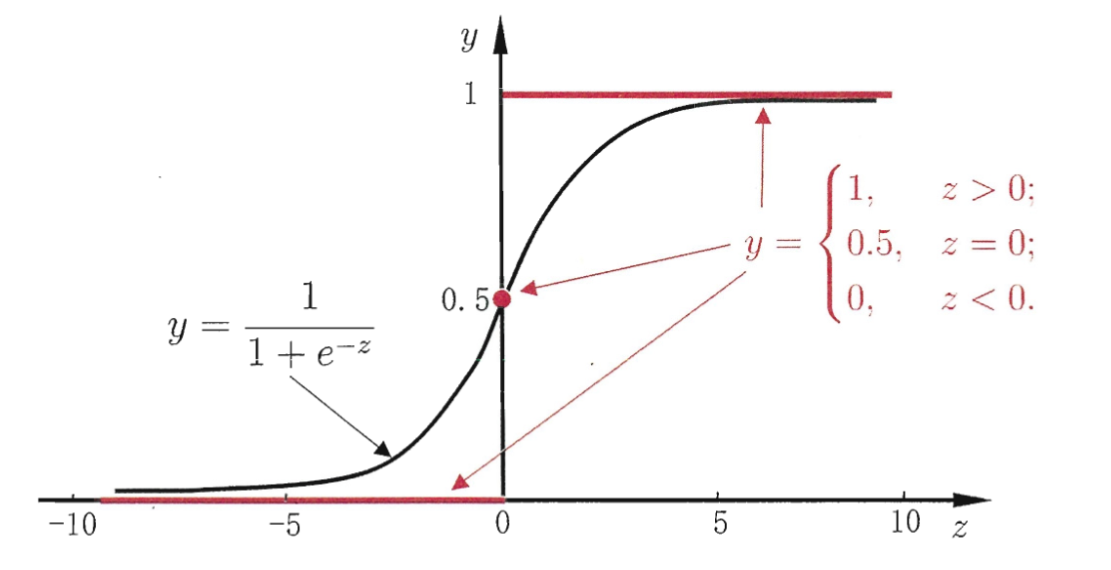 y
1
y = { 1, z > 0;
0.5, z = 0;
0, z < 0.
0.5
y = 1 / (1 + e^{-z})
-10 -5 0 5 10 z